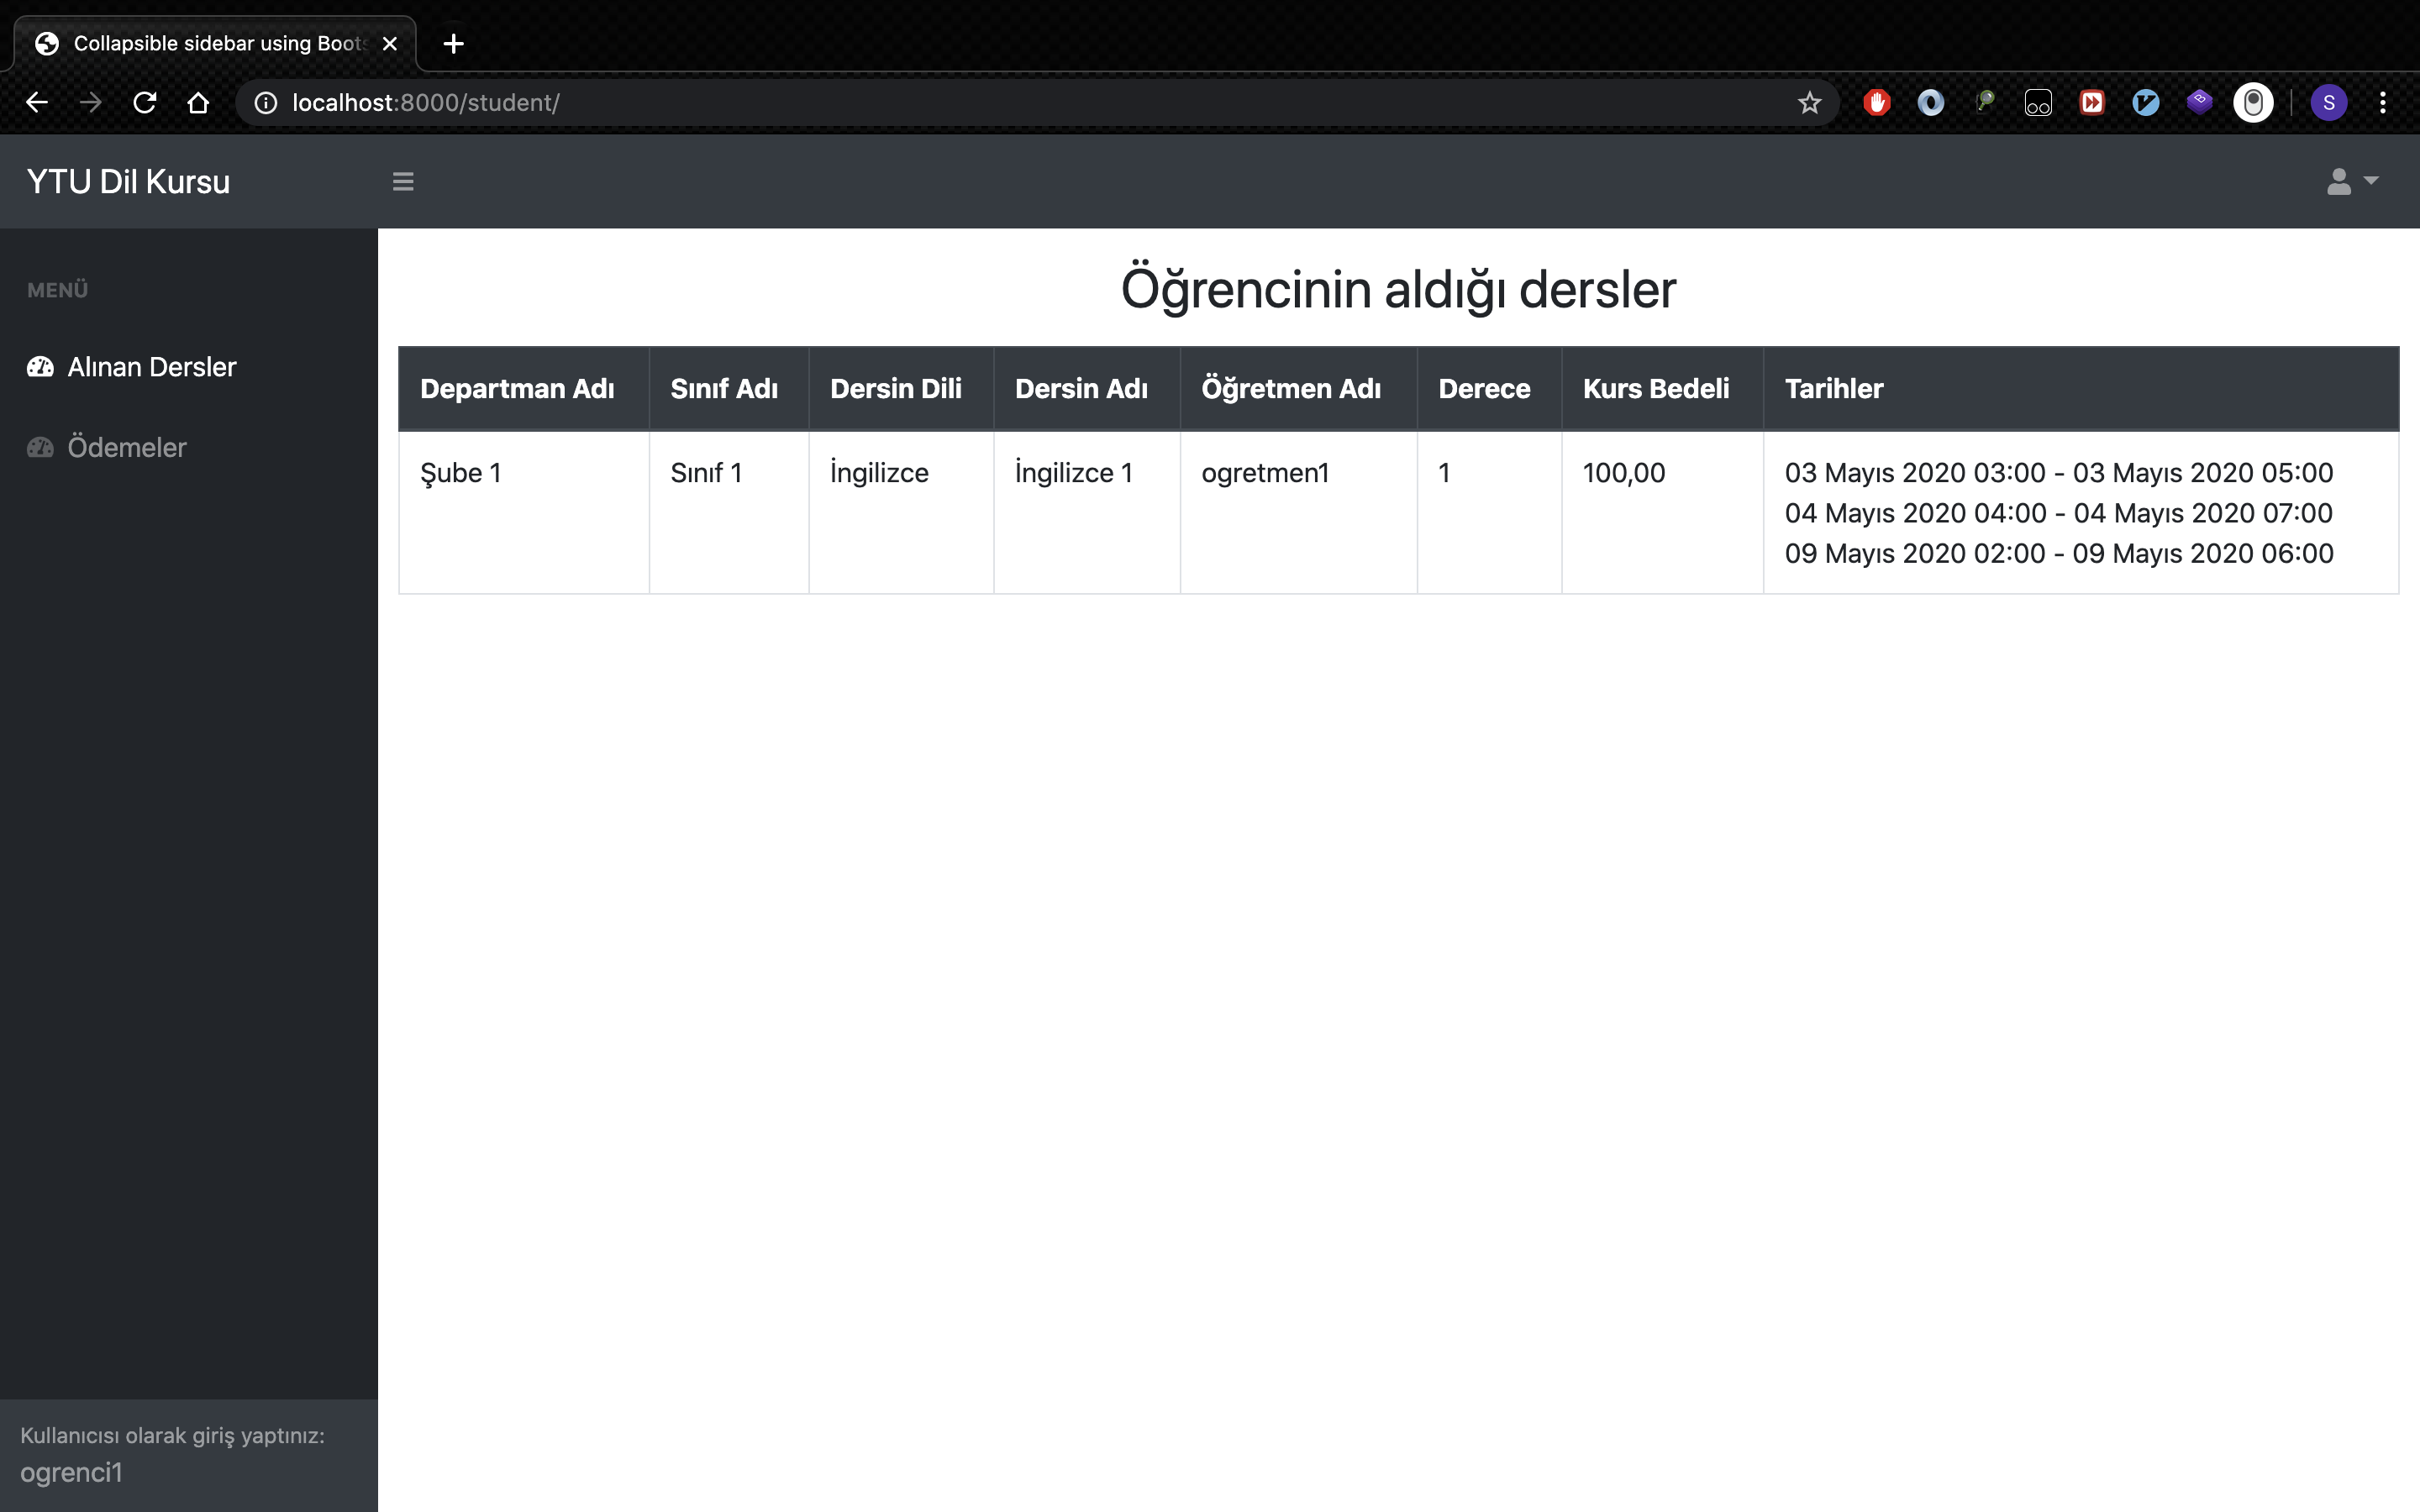 Collapsible sidebar using Boots
localhost:8000/student/
S
YTU Dil Kursu
MENÜ
Alınan Dersler
Ödemeler
Öğrencinin aldığı dersler
Departman Adı Sınıf Adı Dersin Dili Dersin Adı Öğretmen Adı Derece Kurs Bedeli Tarihler
Şube 1 Sınıf 1 İngilizce İngilizce 1 ogretmen1 1 100,00 03 Mayıs 2020 03:00 - 03 Mayıs 2020 05:00
04 Mayıs 2020 04:00 - 04 Mayıs 2020 07:00
09 Mayıs 2020 02:00 - 09 Mayıs 2020 06:00
Kullanıcısı olarak giriş yaptınız:
ogrenci1